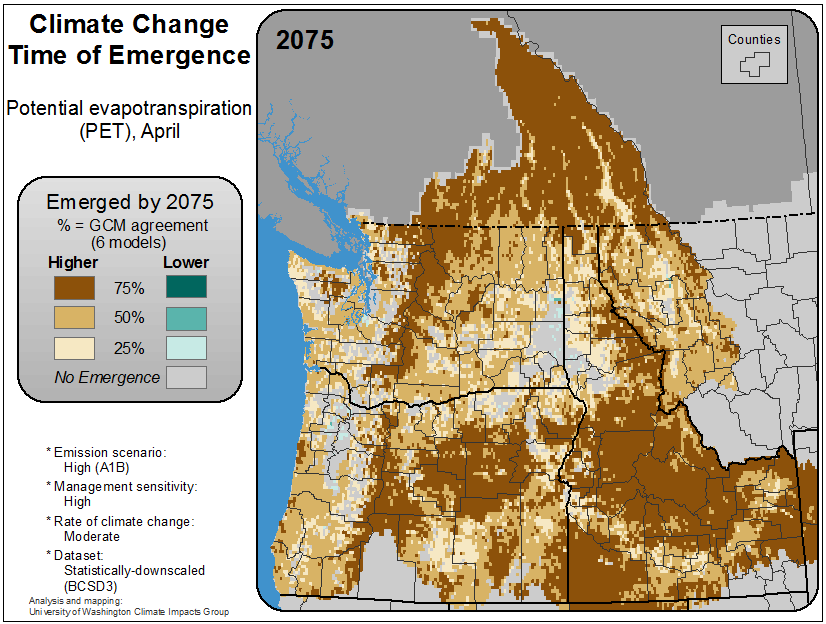 Climate Change
Time of Emergence
Potential evapotranspiration
(PET), April
Emerged by 2075
% = GCM agreement
(6 models)
Higher Lower
75%
50%
25%
No Emergence
* Emission scenario:
High (A1B)
* Management sensitivity:
High
* Rate of climate change:
Moderate
* Dataset:
Statistically-downscaled
(BCSD3)
Analysis and mapping:
University of Washington Climate Impacts Group
2075
Counties